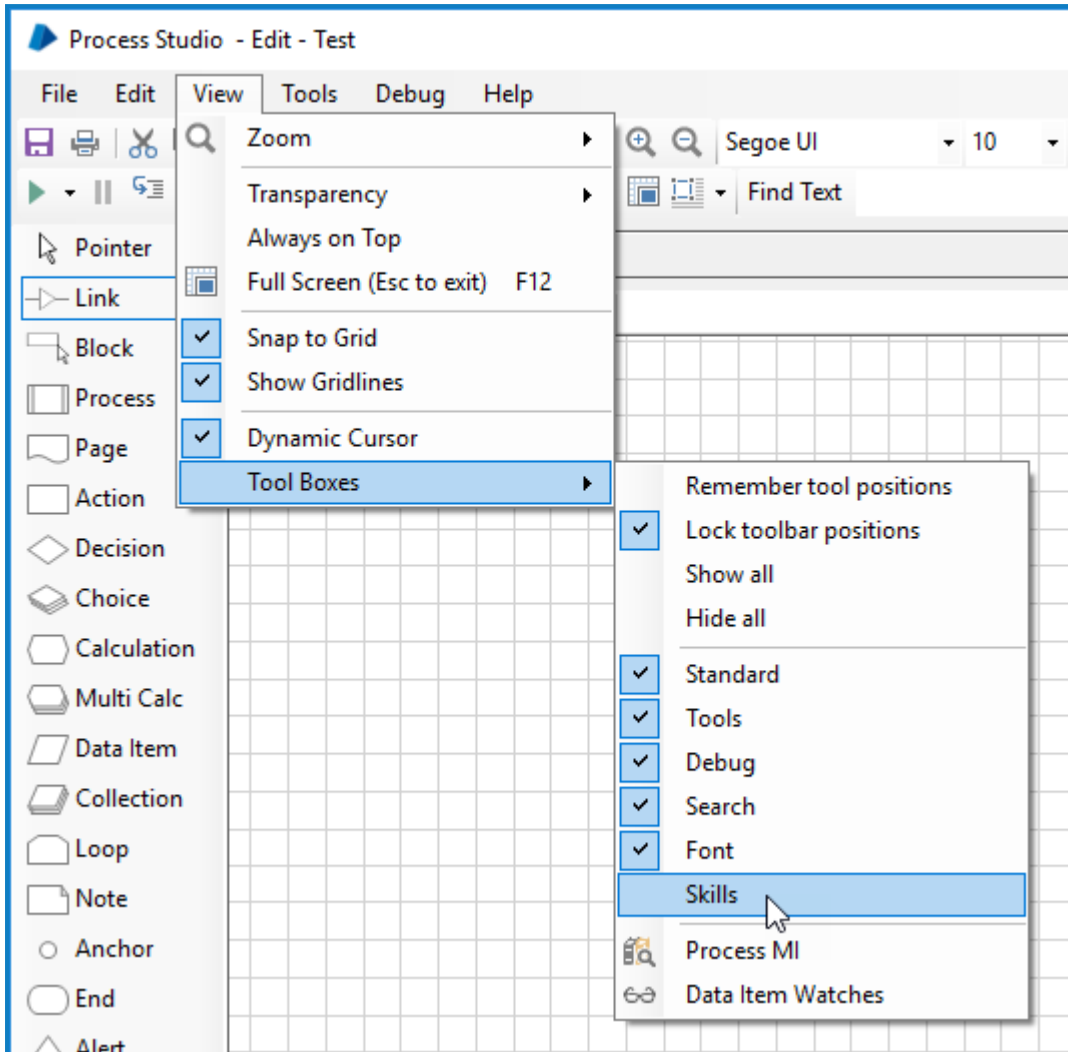 Process Studio - Edit - Test
File Edit View Tools Debug Help
Zoom
Segoe UI
10
Transparency
Find Text
Always on Top
Full Screen (Esc to exit) F12
Snap to Grid
Show Gridlines
Dynamic Cursor
Tool Boxes
Pointer
Link
Block
Process
Page
Action
Decision
Choice
Calculation
Multi Calc
Data Item
Collection
Loop
Note
Anchor
End
Alert
Remember tool positions
Lock toolbar positions
Show all
Hide all
Standard
Tools
Debug
Search
Font
Skills
Process MI
Data Item Watches